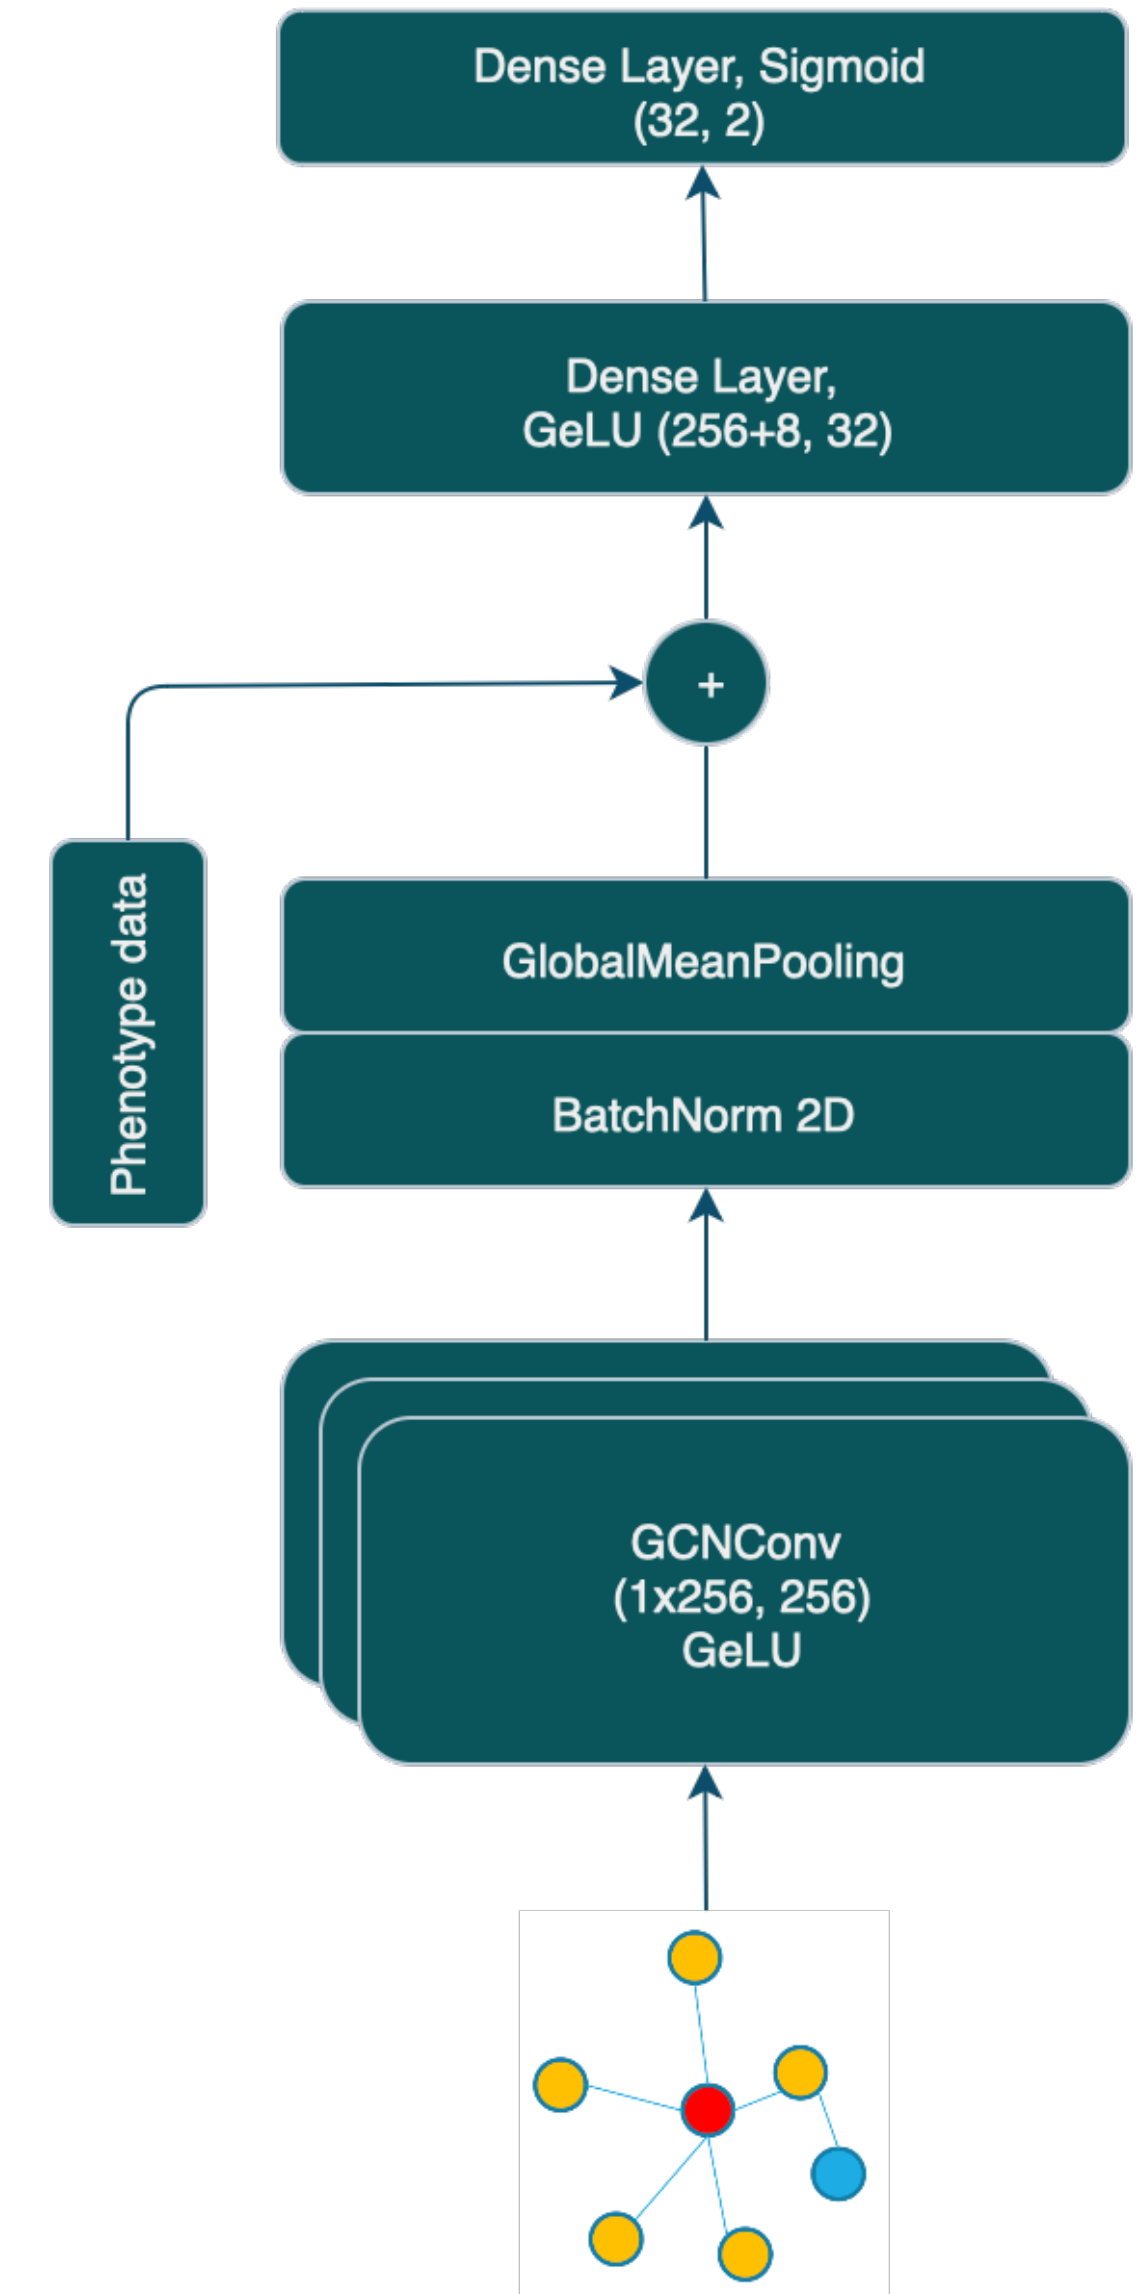 Dense Layer, Sigmoid
(32, 2)
Dense Layer,
GeLU (256+8, 32)
+
Phenotype data
GlobalMeanPooling
BatchNorm 2D
GCNConv
(1x256, 256)
GeLU